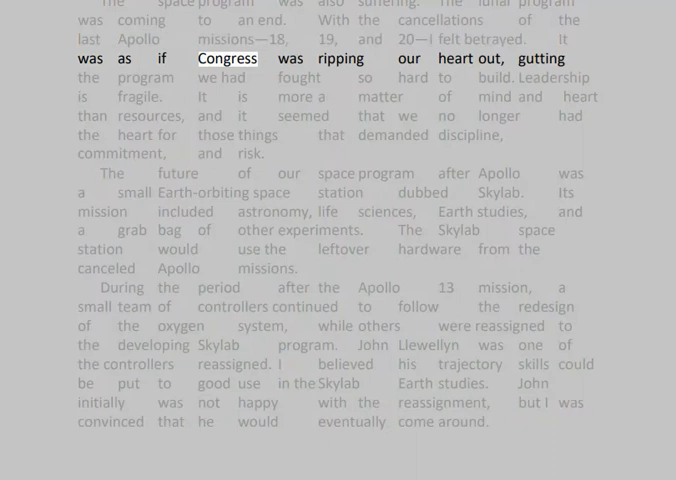 The space program was also suffering. The lunar program
was coming to an end. With the cancellations of the
last Apollo missions—18, 19, and 20—I felt betrayed. It
was as if Congress was ripping our heart out, gutting
the program we had fought so hard to build. Leadership
is fragile. It is more a matter of mind and heart
than resources, and it seemed that we no longer had
the heart for those things that demanded discipline,
commitment, and risk.
The future of our space program after Apollo was
a small Earth-orbiting space station dubbed Skylab. Its
mission included astronomy, life sciences, Earth studies, and
a grab bag of other experiments. The Skylab space
station would use the leftover hardware from the
canceled Apollo missions.
During the period after the Apollo 13 mission, a
small team of controllers continued to follow the redesign
of the oxygen system, while others were reassigned to
the developing Skylab program. John Llewellyn was one of
the controllers reassigned. I believed his trajectory skills could
be put to good use in the Skylab Earth studies. John
initially was not happy with the reassignment, but I was
convinced that he would eventually come around.